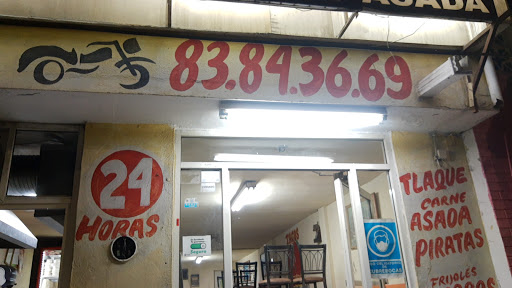 ASADA
83.84.36.69
24
HORAS
TLAQUE
CARNE
ASADA
PIRATAS
FRIJOLES